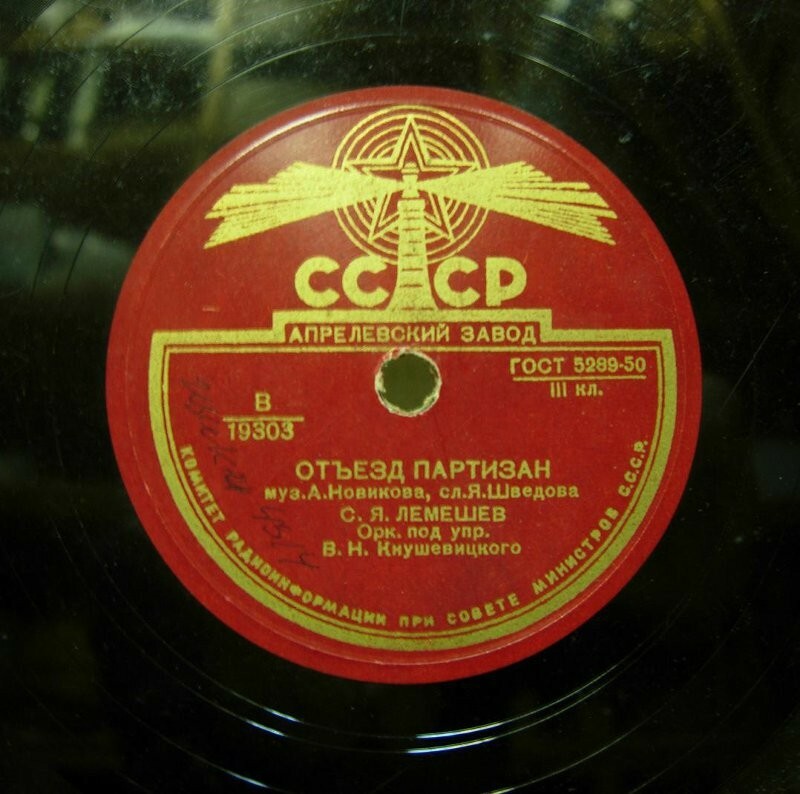 СССР
АПРЕЛЕВСКИЙ ЗАВОД
ГОСТ 5289-50
III кл.
В
19303
ОТЪЕЗД ПАРТИЗАН
муз.А.Новикова, сл.Я.Шведова
С. Я. ЛЕМЕШЕВ
Орк. под упр.
В. Н. Кнушевицкого
КОМИТЕТ РАДИОИНФОРМАЦИИ ПРИ СОВЕТЕ МИНИСТРОВ С.С.С.Р.